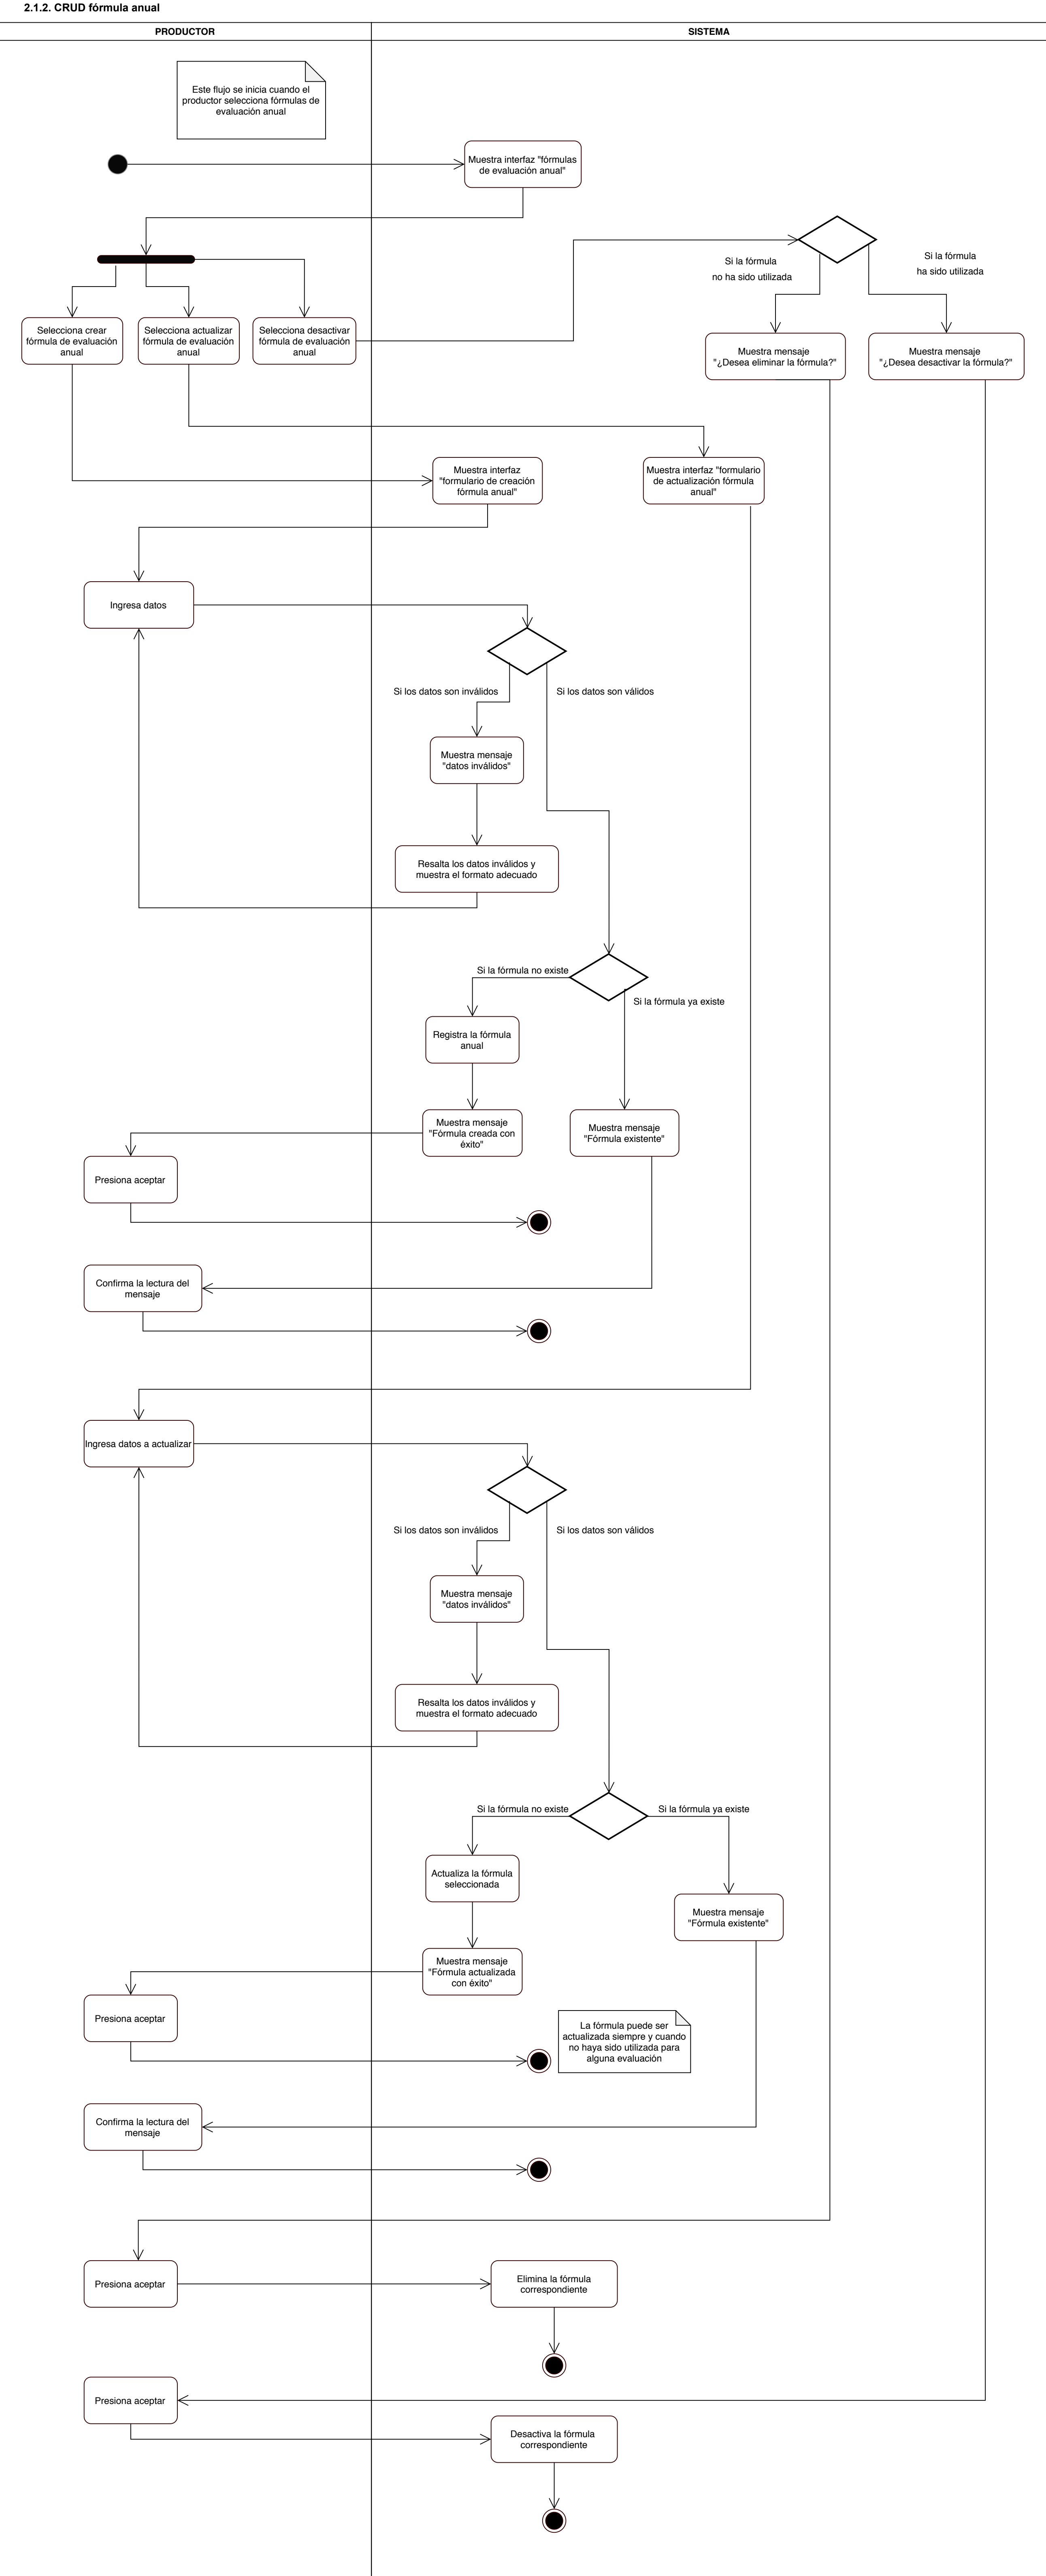 2.1.2. CRUD fórmula anual
PRODUCTOR
SISTEMA
Este flujo se inicia cuando el
productor selecciona fórmulas de
evaluación anual
Muestra interfaz "fórmulas
de evaluación anual"
Si la fórmula
no ha sido utilizada
Si la fórmula
ha sido utilizada
Selecciona crear
fórmula de evaluación
anual
Selecciona actualizar
fórmula de evaluación
anual
Selecciona desactivar
fórmula de evaluación
anual
Muestra mensaje
"¿Desea eliminar la fórmula?"
Muestra mensaje
"¿Desea desactivar la fórmula?"
Muestra interfaz
"formulario de creación
fórmula anual"
Muestra interfaz "formulario
de actualización fórmula
anual"
Ingresa datos
Si los datos son inválidos
Si los datos son válidos
Muestra mensaje
"datos inválidos"
Resalta los datos inválidos y
muestra el formato adecuado
Si la fórmula no existe
Si la fórmula ya existe
Registra la fórmula
anual
Muestra mensaje
"Fórmula creada con
éxito"
Muestra mensaje
"Fórmula existente"
Presiona aceptar
Confirma la lectura del
mensaje
Ingresa datos a actualizar
Si los datos son inválidos
Si los datos son válidos
Muestra mensaje
"datos inválidos"
Resalta los datos inválidos y
muestra el formato adecuado
Si la fórmula no existe
Si la fórmula ya existe
Actualiza la fórmula
seleccionada
Muestra mensaje
"Fórmula existente"
Muestra mensaje
"Fórmula actualizada
con éxito"
Presiona aceptar
La fórmula puede ser
actualizada siempre y cuando
no haya sido utilizada para
alguna evaluación
Confirma la lectura del
mensaje
Presiona aceptar
Elimina la fórmula
correspondiente
Presiona aceptar
Desactiva la fórmula
correspondiente